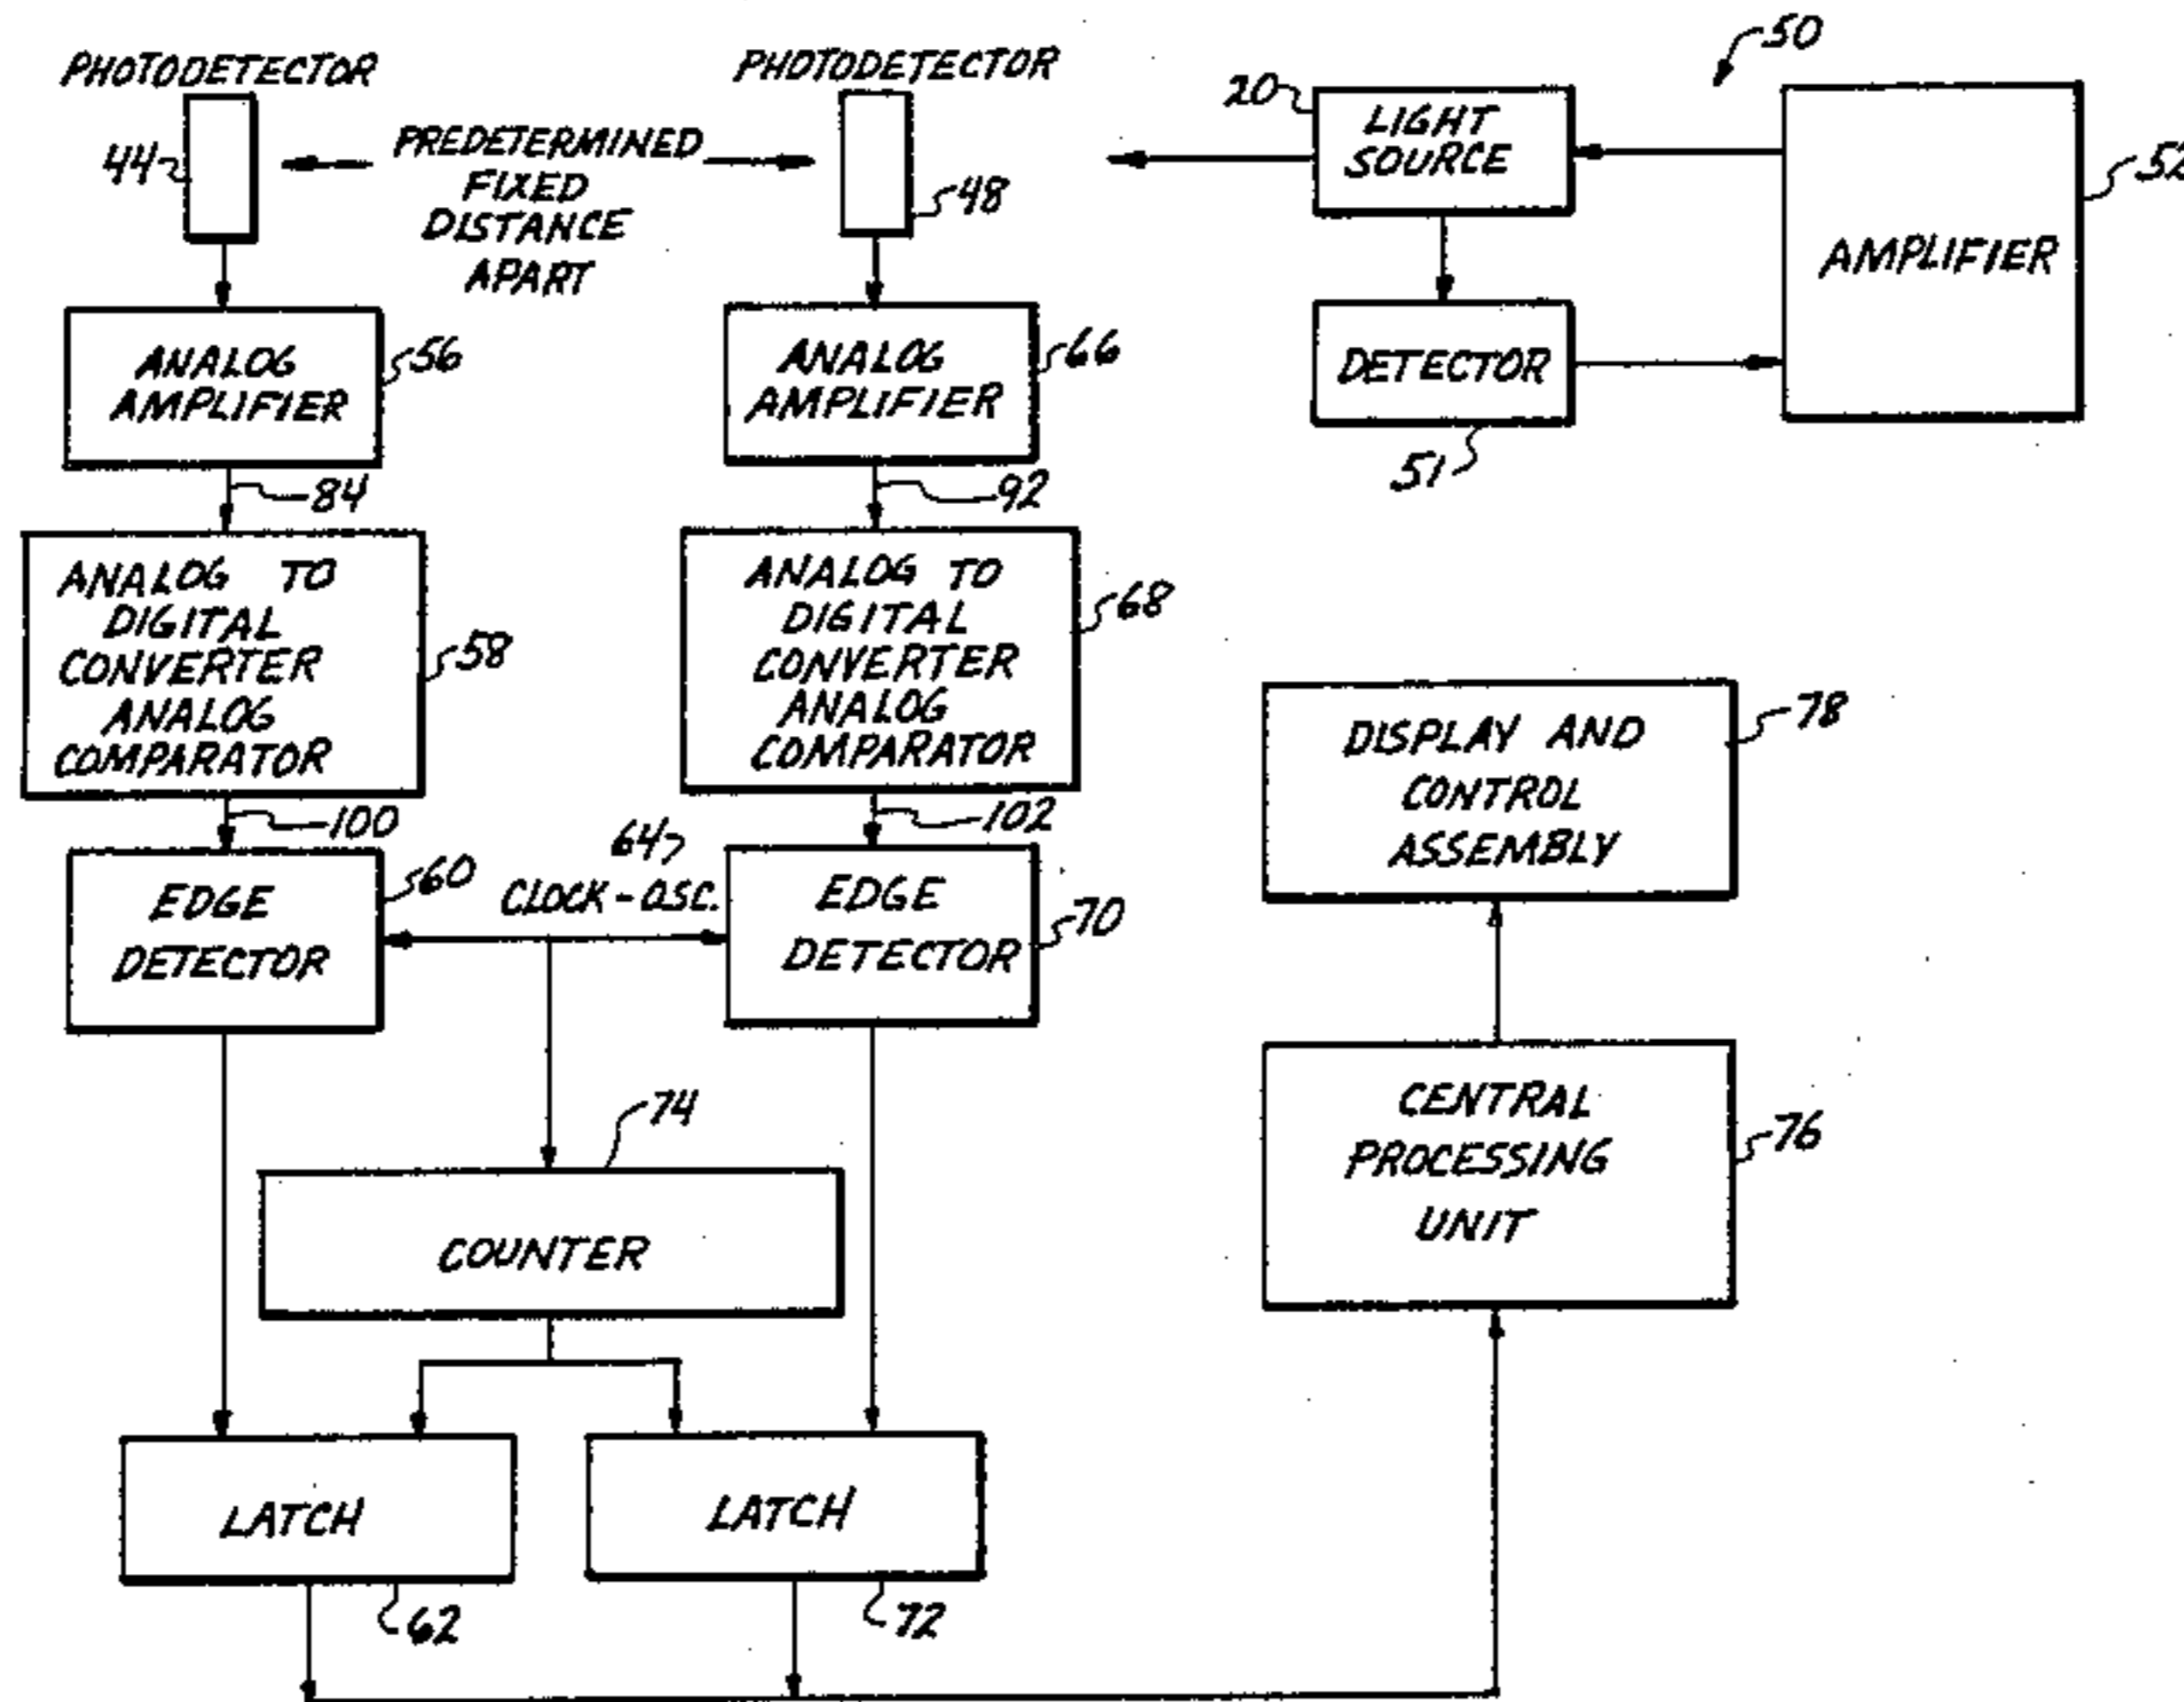 PHOTODETECTOR
44
PREDETERMINED
FIXED
DISTANCE
APART
PHOTODETECTOR
48
20
LIGHT
SOURCE
50
AMPLIFIER
52
DETECTOR
51
ANALOG
AMPLIFIER
56
ANALOG
AMPLIFIER
66
84
92
ANALOG TO
DIGITAL
CONVERTER
ANALOG
COMPARATOR
58
ANALOG TO
DIGITAL
CONVERTER
ANALOG
COMPARATOR
68
100
102
EDGE
DETECTOR
60
64
CLOCK-OSC.
EDGE
DETECTOR
70
DISPLAY AND
CONTROL
ASSEMBLY
78
74
COUNTER
CENTRAL
PROCESSING
UNIT
76
LATCH
62
LATCH
72